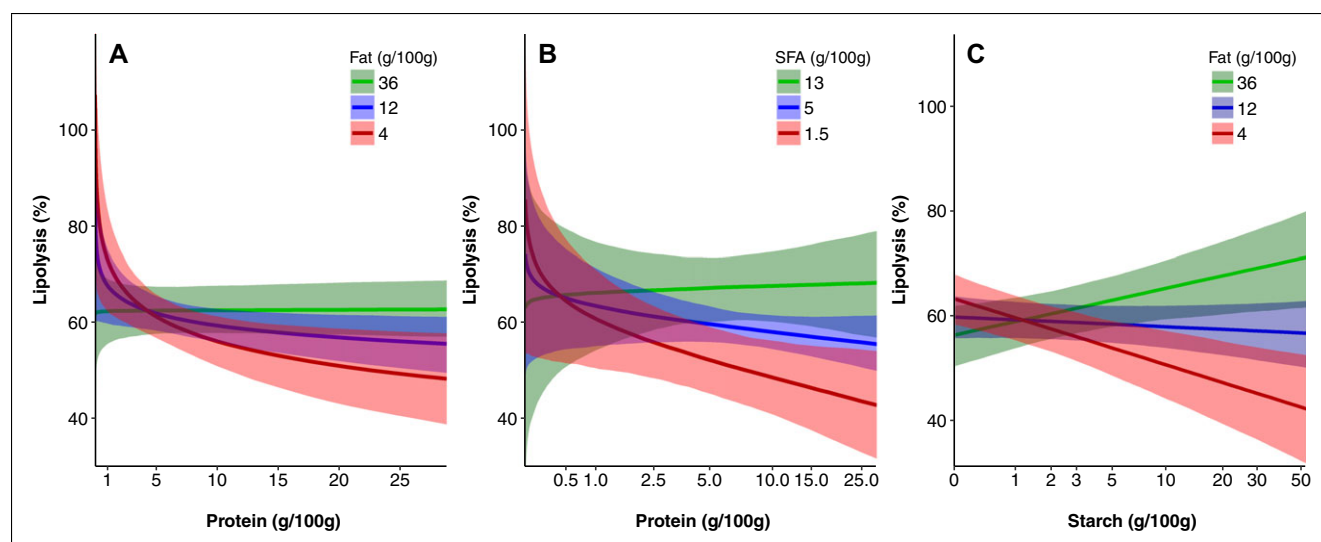 A
Fat (g/100g)
36
12
4
100
80
60
40
Lipolysis (%)
1 5 10 15 20 25
Protein (g/100g)
B
SFA (g/100g)
13
5
1.5
100
80
60
40
Lipolysis (%)
0.5 1.0 2.5 5.0 10.0 15.0 25.0
Protein (g/100g)
C
Fat (g/100g)
36
12
4
100
80
60
40
Lipolysis (%)
0 1 2 3 5 10 20 30 50
Starch (g/100g)